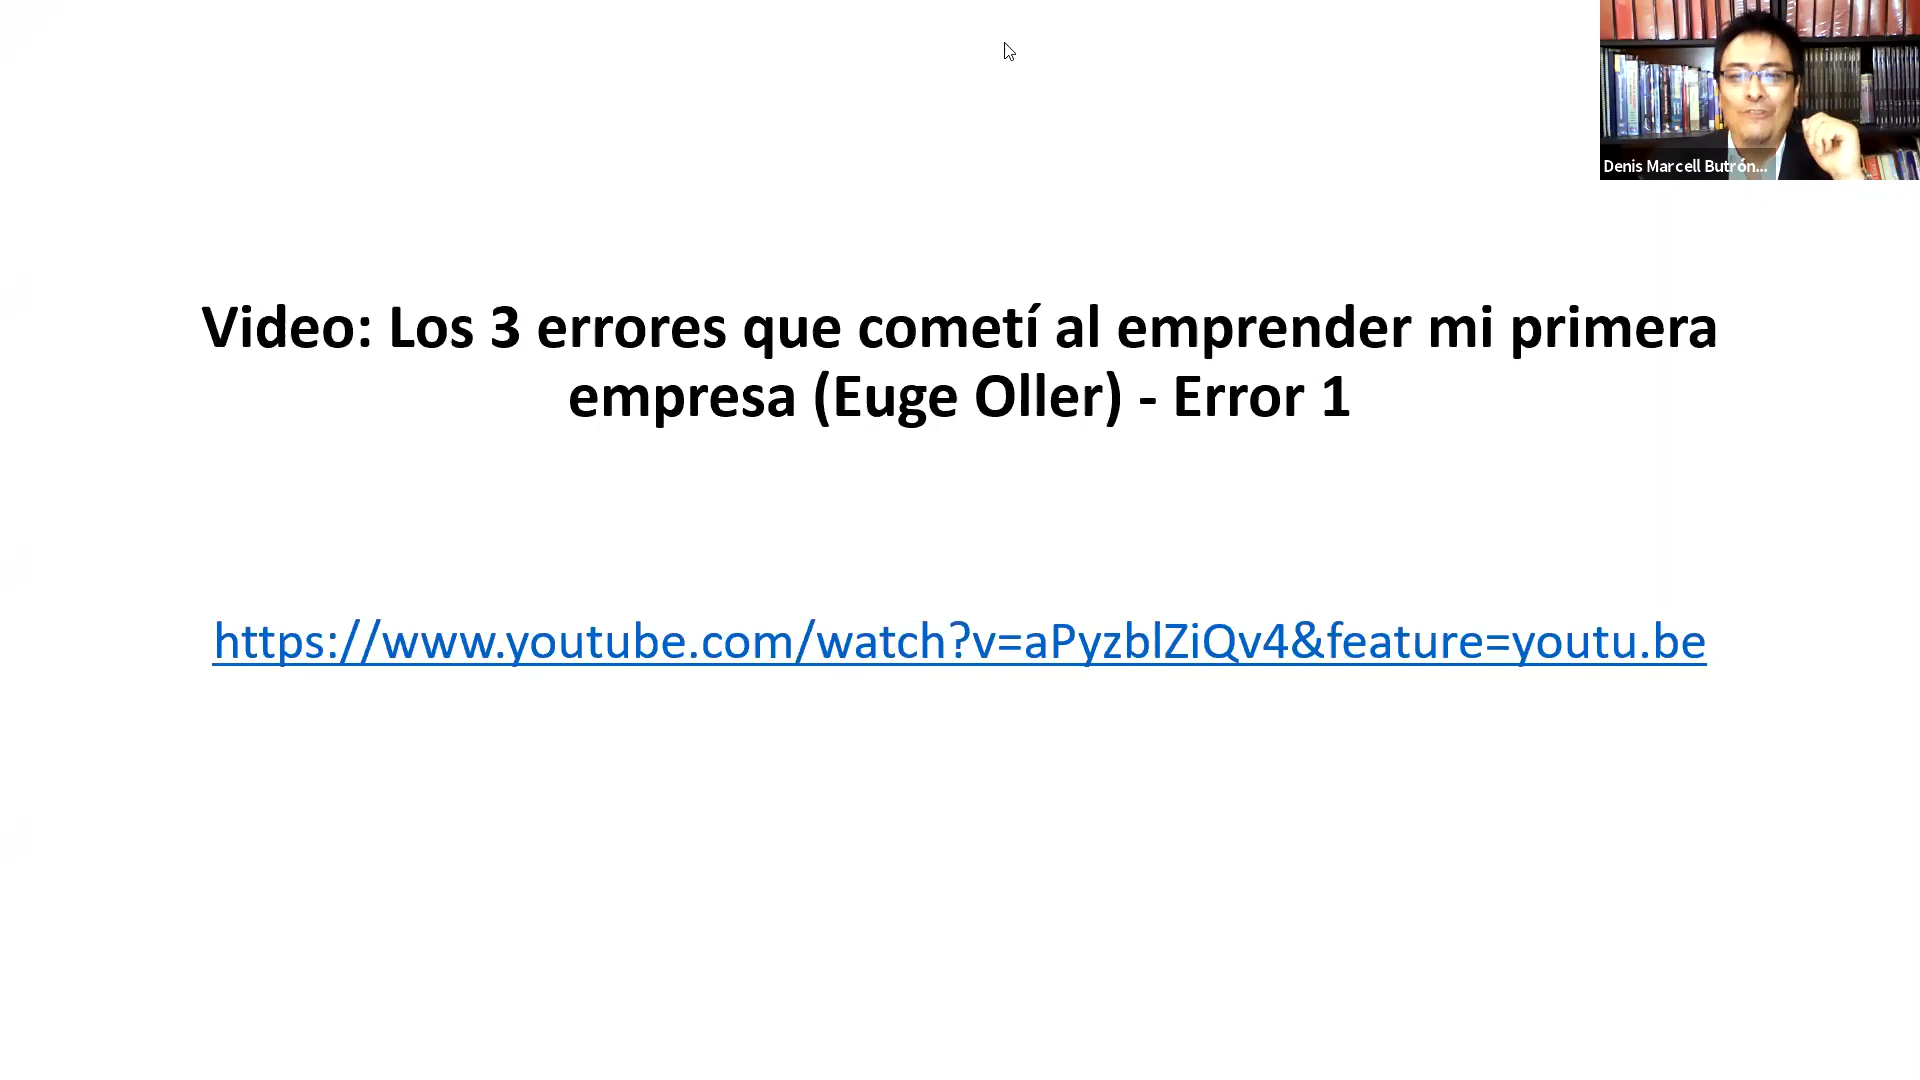 Denis Marcell Butrón...
Video: Los 3 errores que cometí al emprender mi primera
empresa (Euge Oller) - Error 1
https://www.youtube.com/watch?v=aPyzblZiQv4&feature=youtu.be